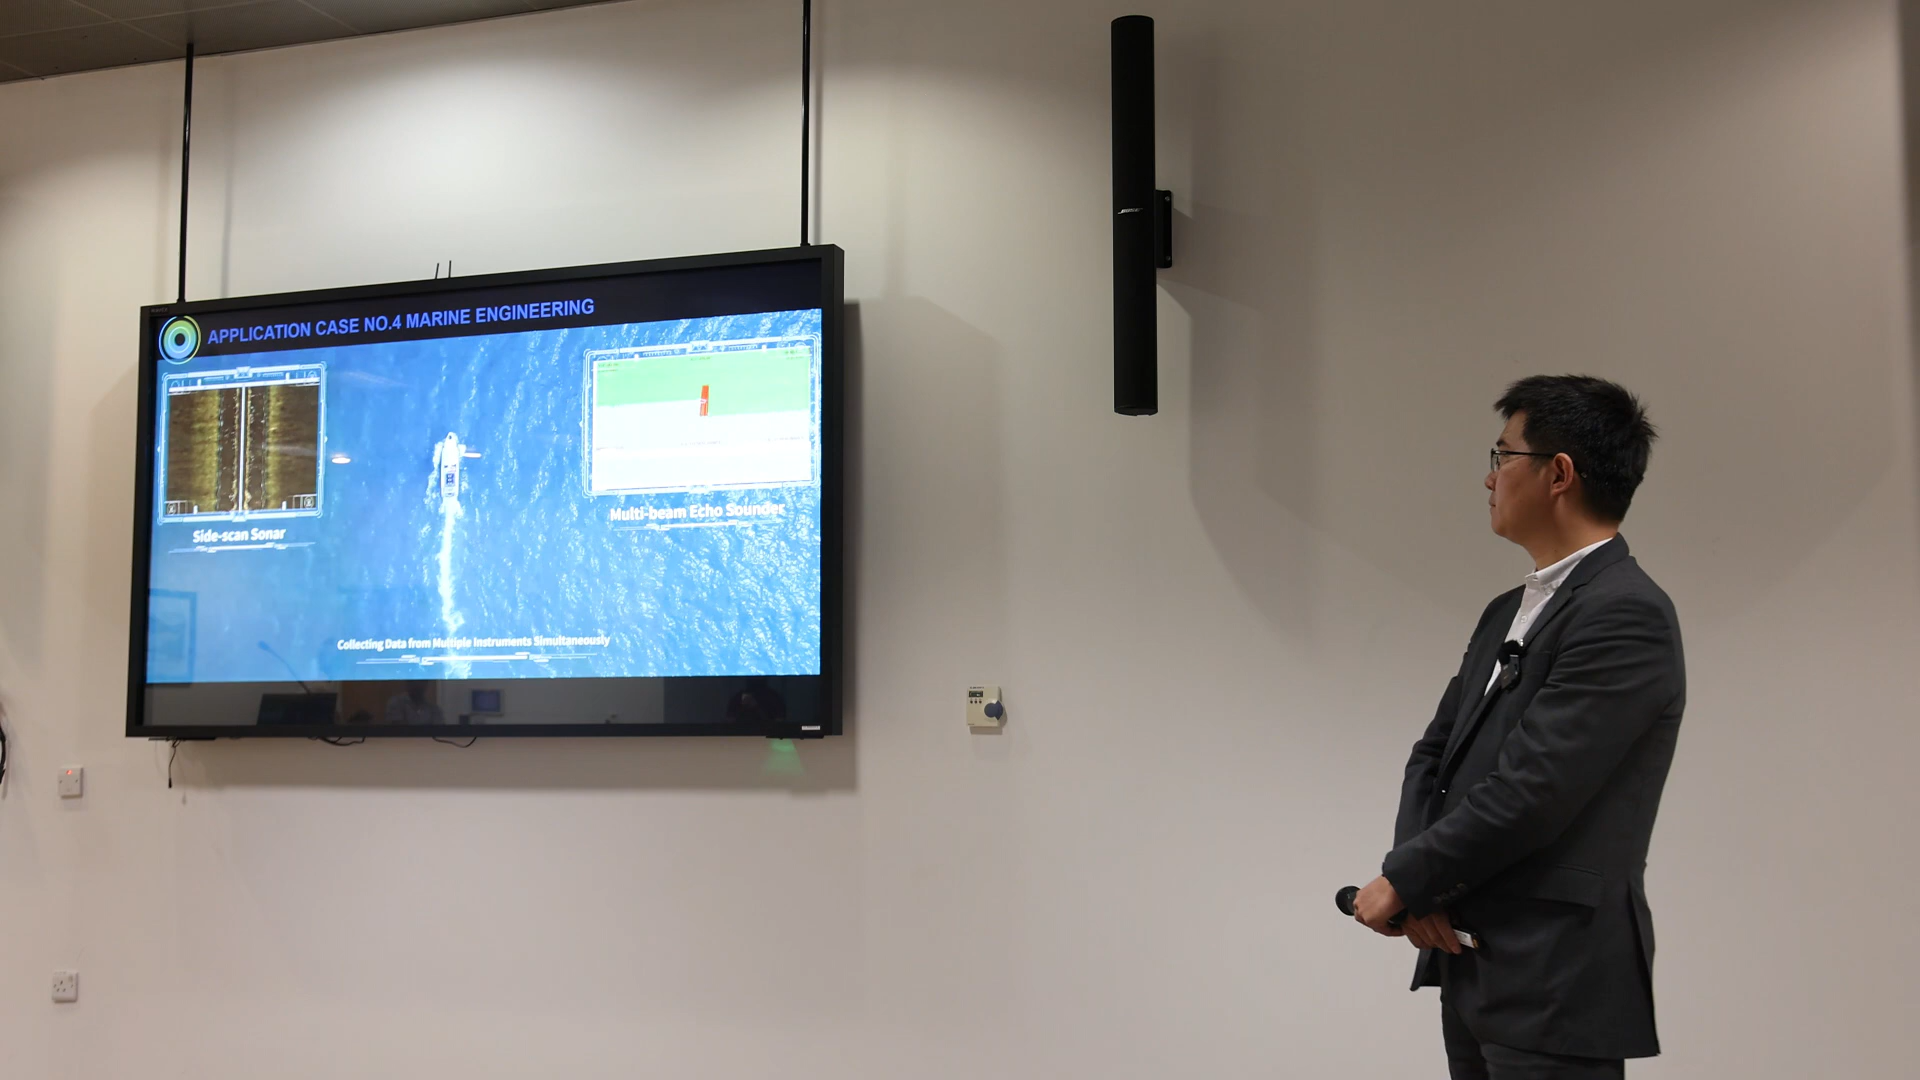 APPLICATION CASE NO.4 MARINE ENGINEERING
Side-scan Sonar
Multi-beam Echo Sounder
Collecting Data from Multiple Instruments Simultaneously
BOSE